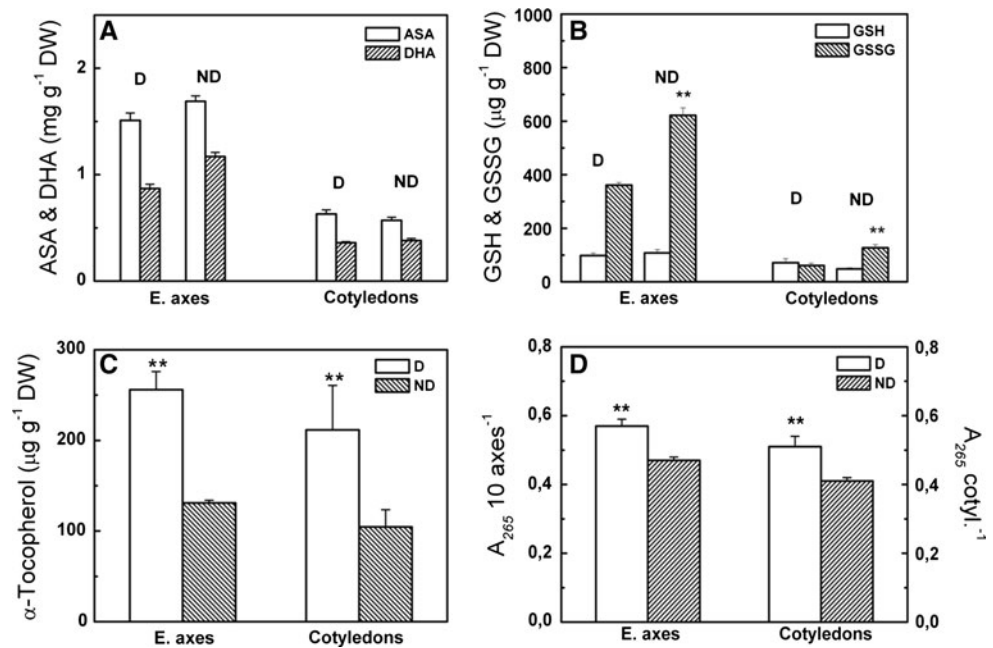 A
ASA
DHA
D
ND
D
ND
2
1
0
ASA & DHA (mg g⁻¹ DW)
E. axes
Cotyledons
B
GSH
GSSG
ND
**
D
D
ND
**
1000
800
600
400
200
0
GSH & GSSG (µg g⁻¹ DW)
E. axes
Cotyledons
C
**
**
D
ND
300
200
100
0
α-Tocopherol (µg g⁻¹ DW)
E. axes
Cotyledons
D
**
**
D
ND
0,8
0,6
0,4
0,2
0,0
A₂₆₅ 10 axes⁻¹
0,8
0,6
0,4
0,2
0,0
A₂₆₅ cotyl.⁻¹
E. axes
Cotyledons